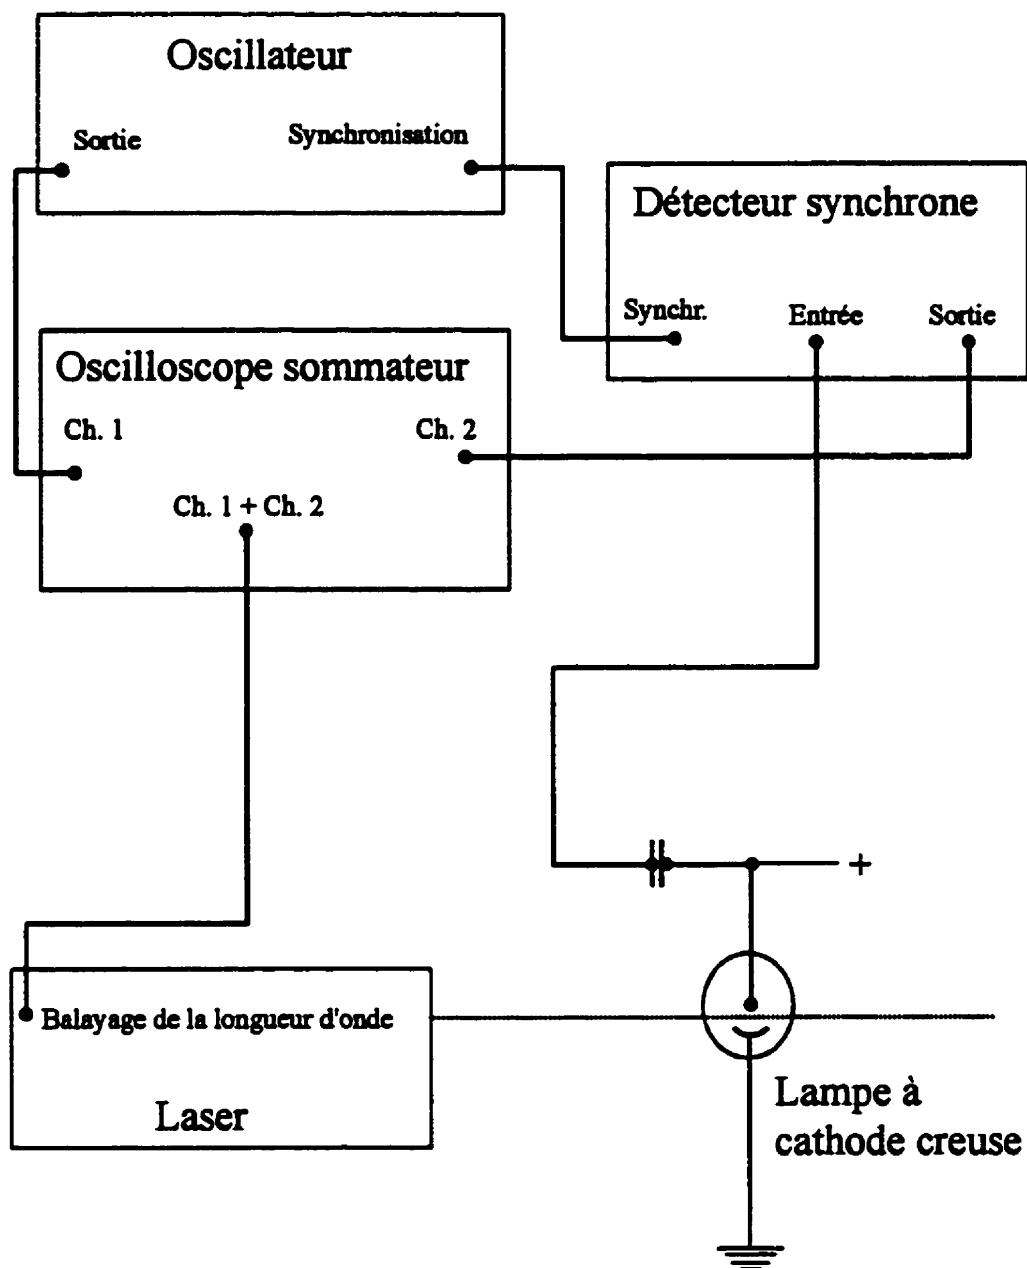 Oscillateur
Sortie
Synchronisation
Détecteur synchrone
Synchr.
Entrée
Sortie
Oscilloscope sommateur
Ch. 1
Ch. 2
Ch. 1 + Ch. 2
+
Balayage de la longueur d'onde
Laser
Lampe à
cathode creuse